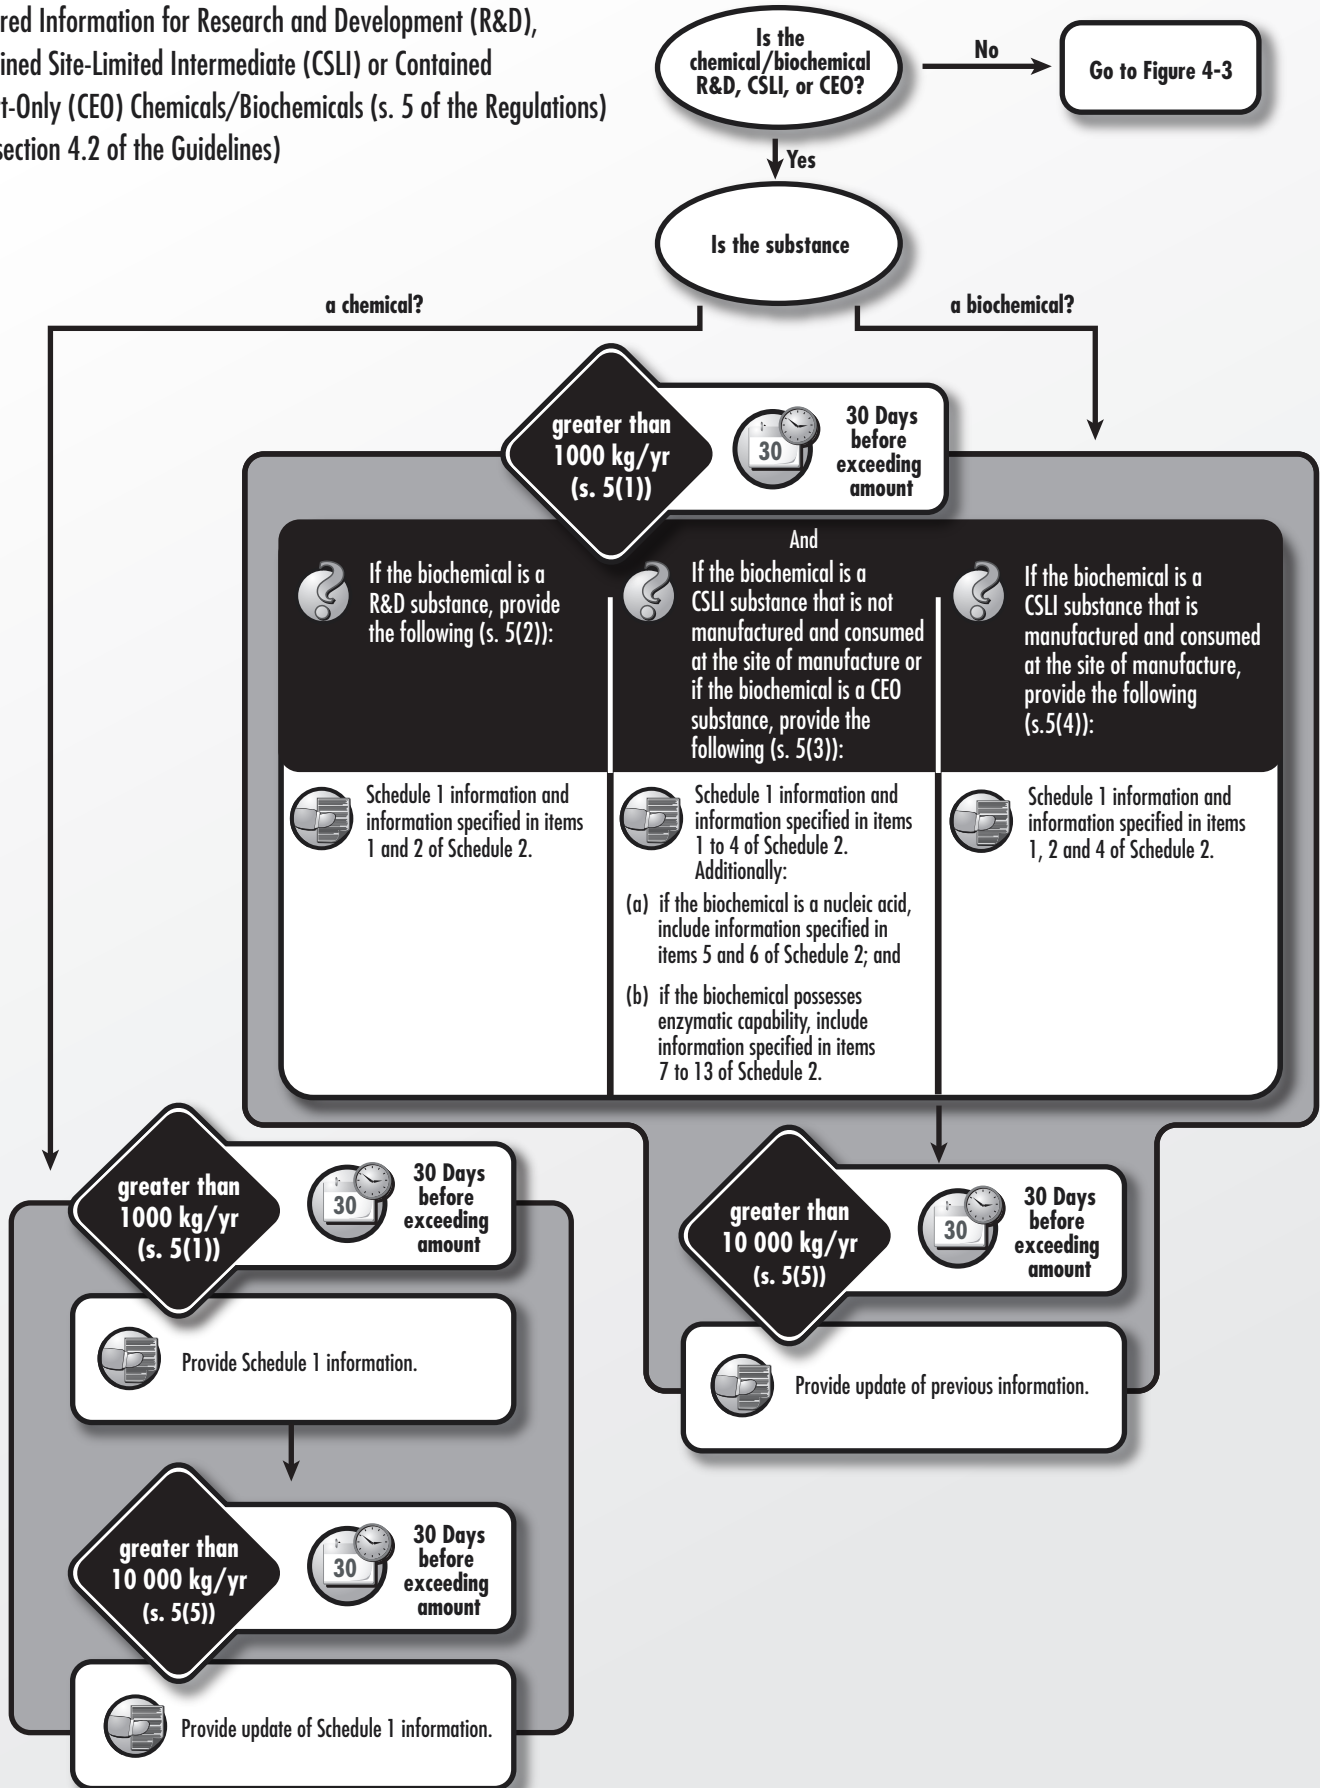 red Information for Research and Development (R&D),
ined Site-Limited Intermediate (CSLI) or Contained
t-Only (CEO) Chemicals/Biochemicals (s. 5 of the Regulations)
section 4.2 of the Guidelines)
Is the
chemical/biochemical
R&D, CSLI, or CEO?
No
Go to Figure 4-3
Yes
Is the substance
a chemical?
a biochemical?
greater than
1000 kg/yr
(s. 5(1))
30
30 Days
before
exceeding
amount
And
If the biochemical is a
R&D substance, provide
the following (s. 5(2)):
If the biochemical is a
CSLI substance that is not
manufactured and consumed
at the site of manufacture or
if the biochemical is a CEO
substance, provide the
following (s. 5(3)):
If the biochemical is a
CSLI substance that is
manufactured and consumed
at the site of manufacture,
provide the following
(s.5(4)):
Schedule 1 information and
information specified in items
1 and 2 of Schedule 2.
Schedule 1 information and
information specified in items
1 to 4 of Schedule 2.
Additionally:
(a) if the biochemical is a nucleic acid,
include information specified in
items 5 and 6 of Schedule 2; and
(b) if the biochemical possesses
enzymatic capability, include
information specified in items
7 to 13 of Schedule 2.
Schedule 1 information and
information specified in items
1, 2 and 4 of Schedule 2.
greater than
1000 kg/yr
(s. 5(1))
30
30 Days
before
exceeding
amount
Provide Schedule 1 information.
greater than
10 000 kg/yr
(s. 5(5))
30
30 Days
before
exceeding
amount
Provide update of previous information.
greater than
10 000 kg/yr
(s. 5(5))
30
30 Days
before
exceeding
amount
Provide update of Schedule 1 information.